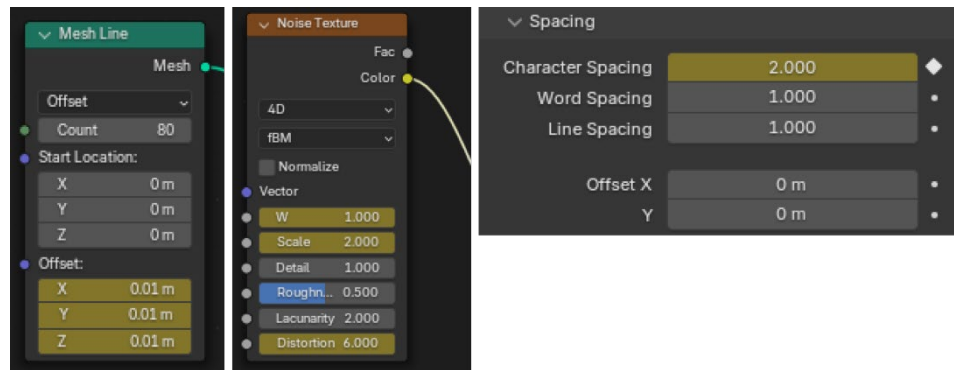 Mesh Line
Mesh
Offset
Count 80
Start Location:
X 0 m
Y 0 m
Z 0 m
Offset:
X 0.01 m
Y 0.01 m
Z 0.01 m
Noise Texture
Fac
Color
4D
fBM
Normalize
Vector
W 1.000
Scale 2.000
Detail 1.000
Roughn... 0.500
Lacunarity 2.000
Distortion 6.000
Spacing
Character Spacing 2.000
Word Spacing 1.000
Line Spacing 1.000
Offset X 0 m
Y 0 m